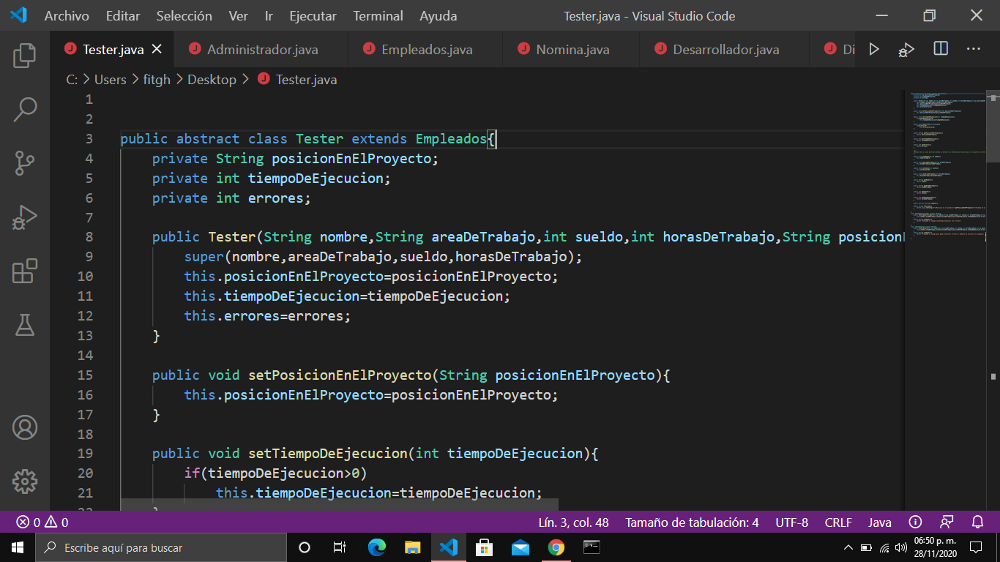 Archivo Editar Selección Ver Ir Ejecutar Terminal Ayuda Tester.java - Visual Studio Code
Tester.java Administrador.java Empleados.java Nomina.java Desarrollador.java Di
C: > Users > fitgh > Desktop > Tester.java
1
2
3 public abstract class Tester extends Empleados{
4 private String posicionEnElProyecto;
5 private int tiempoDeEjecucion;
6 private int errores;
7
8 public Tester(String nombre,String areaDeTrabajo,int sueldo,int horasDeTrabajo,String posicionE
9 super(nombre,areaDeTrabajo,sueldo,horasDeTrabajo);
10 this.posicionEnElProyecto=posicionEnElProyecto;
11 this.tiempoDeEjecucion=tiempoDeEjecucion;
12 this.errores=errores;
13 }
14
15 public void setPosicionEnElProyecto(String posicionEnElProyecto){
16 this.posicionEnElProyecto=posicionEnElProyecto;
17 }
18
19 public void setTiempoDeEjecucion(int tiempoDeEjecucion){
20 if(tiempoDeEjecucion>0)
21 this.tiempoDeEjecucion=tiempoDeEjecucion;
22 }
0 0 Lín. 3, col. 48 Tamaño de tabulación: 4 UTF-8 CRLF Java
Escribe aquí para buscar
06:50 p. m.
28/11/2020